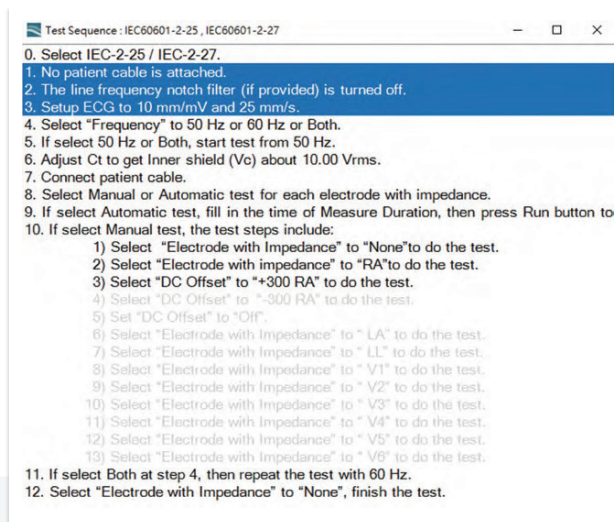 Test Sequence : IEC60601-2-25 , IEC60601-2-27
0. Select IEC-2-25 / IEC-2-27.
1. No patient cable is attached.
2. The line frequency notch filter (if provided) is turned off.
3. Setup ECG to 10 mm/mV and 25 mm/s.
4. Select “Frequency” to 50 Hz or 60 Hz or Both.
5. If select 50 Hz or Both, start test from 50 Hz.
6. Adjust Ct to get Inner shield (Vc) about 10.00 Vrms.
7. Connect patient cable.
8. Select Manual or Automatic test for each electrode with impedance.
9. If select Automatic test, fill in the time of Measure Duration, then press Run button to
10. If select Manual test, the test steps include:
1) Select “Electrode with Impedance” to “None”to do the test.
2) Select “Electrode with impedance” to “RA”to do the test.
3) Select “DC Offset” to “+300 RA” to do the test.
4) Select “DC Offset” to “-300 RA” to do the test.
5) Set “DC Offset” to “Off”.
6) Select “Electrode with Impedance” to “ LA” to do the test.
7) Select “Electrode with Impedance” to “ LL” to do the test.
8) Select “Electrode with Impedance” to “ V1” to do the test.
9) Select “Electrode with Impedance” to “ V2” to do the test.
10) Select “Electrode with Impedance” to “ V3” to do the test.
11) Select “Electrode with Impedance” to “ V4” to do the test.
12) Select “Electrode with Impedance” to “ V5” to do the test.
13) Select “Electrode with Impedance” to “ V6” to do the test.
11. If select Both at step 4, then repeat the test with 60 Hz.
12. Select “Electrode with Impedance” to “None”, finish the test.